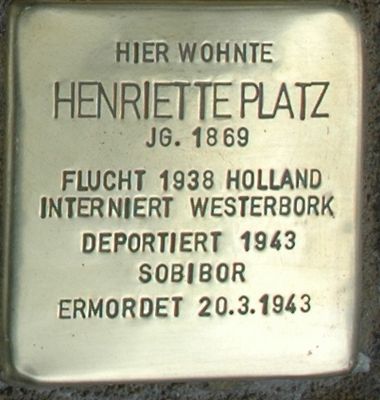 HIER WOHNTE
HENRIETTE PLATZ
JG. 1869
FLUCHT 1938 HOLLAND
INTERNIERT WESTERBORK
DEPORTIERT 1943
SOBIBOR
ERMORDET 20.3.1943